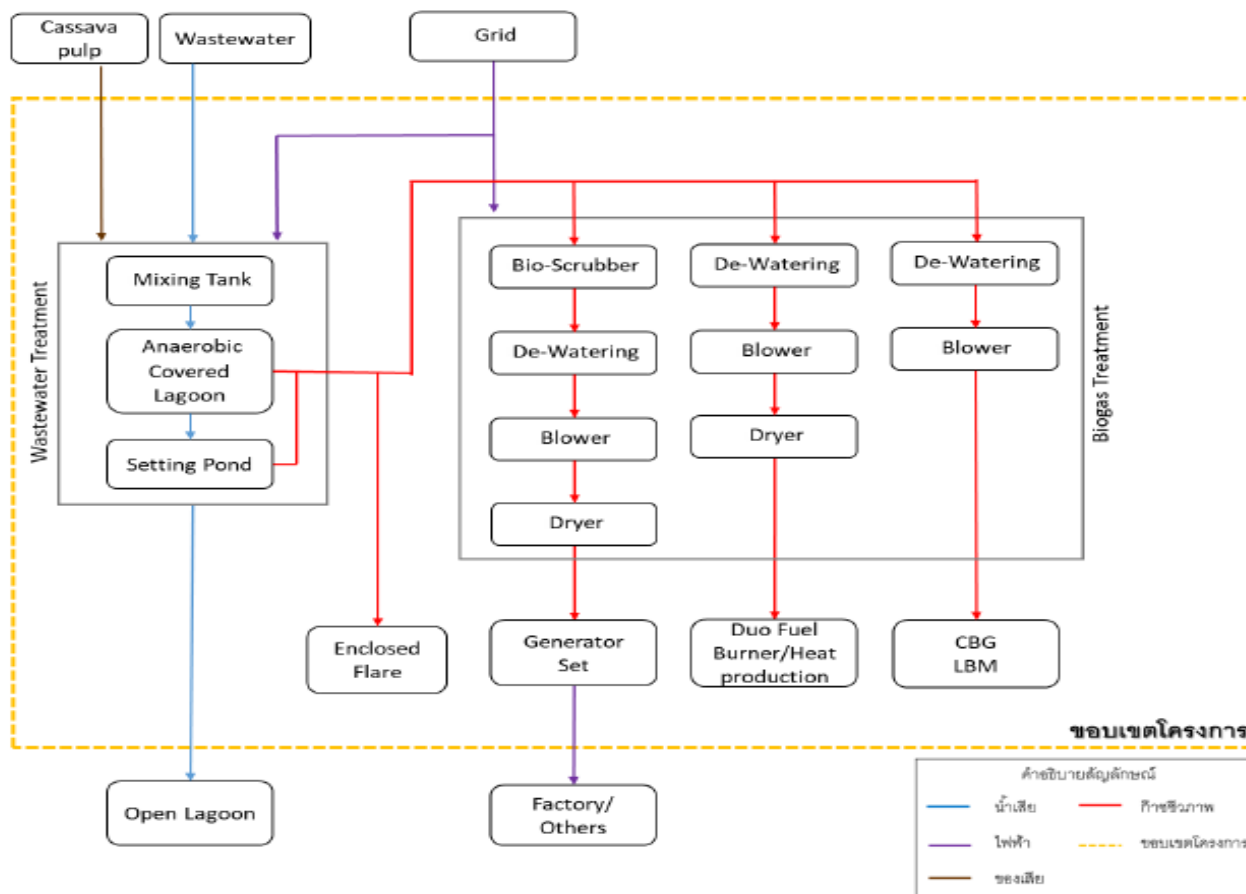 Cassava
pulp
Wastewater
Grid
Wastewater Treatment
Mixing Tank
Anaerobic
Covered
Lagoon
Setting Pond
Bio-Scrubber
De-Watering
Blower
Dryer
De-Watering
Blower
Dryer
De-Watering
Blower
Biogas Treatment
Enclosed
Flare
Generator
Set
Duo Fuel
Burner/Heat
production
CBG
LBM
ขอบเขตโครงการ
Open Lagoon
Factory/
Others
คำอธิบายสัญลักษณ์
น้ำเสีย
ก๊าซชีวภาพ
ไฟฟ้า
ขอบเขตโครงการ
ของเสีย